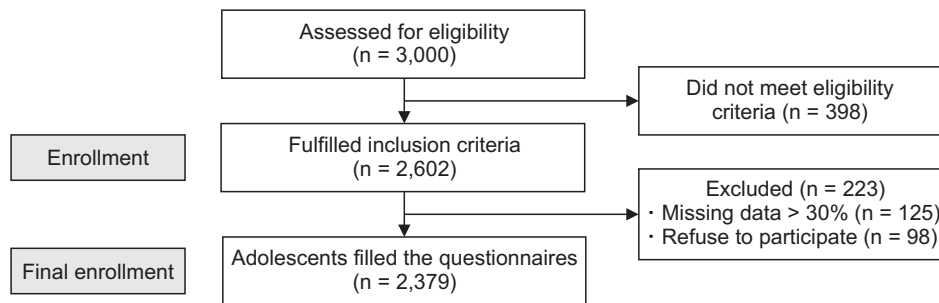 Assessed for eligibility
(n = 3,000)
Did not meet eligibility
criteria (n = 398)
Enrollment
Fulfilled inclusion criteria
(n = 2,602)
Excluded (n = 223)
· Missing data > 30% (n = 125)
· Refuse to participate (n = 98)
Final enrollment
Adolescents filled the questionnaires
(n = 2,379)